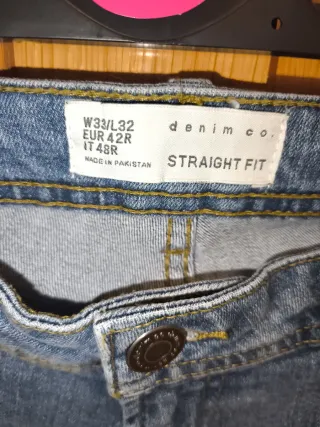 W33/L32
EUR 42R
IT 48R
MADE IN PAKISTAN
denim co.
STRAIGHT FIT